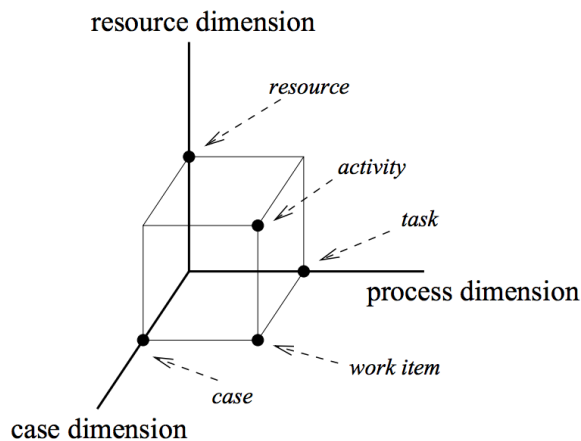 resource dimension
resource
activity
task
process dimension
work item
case
case dimension